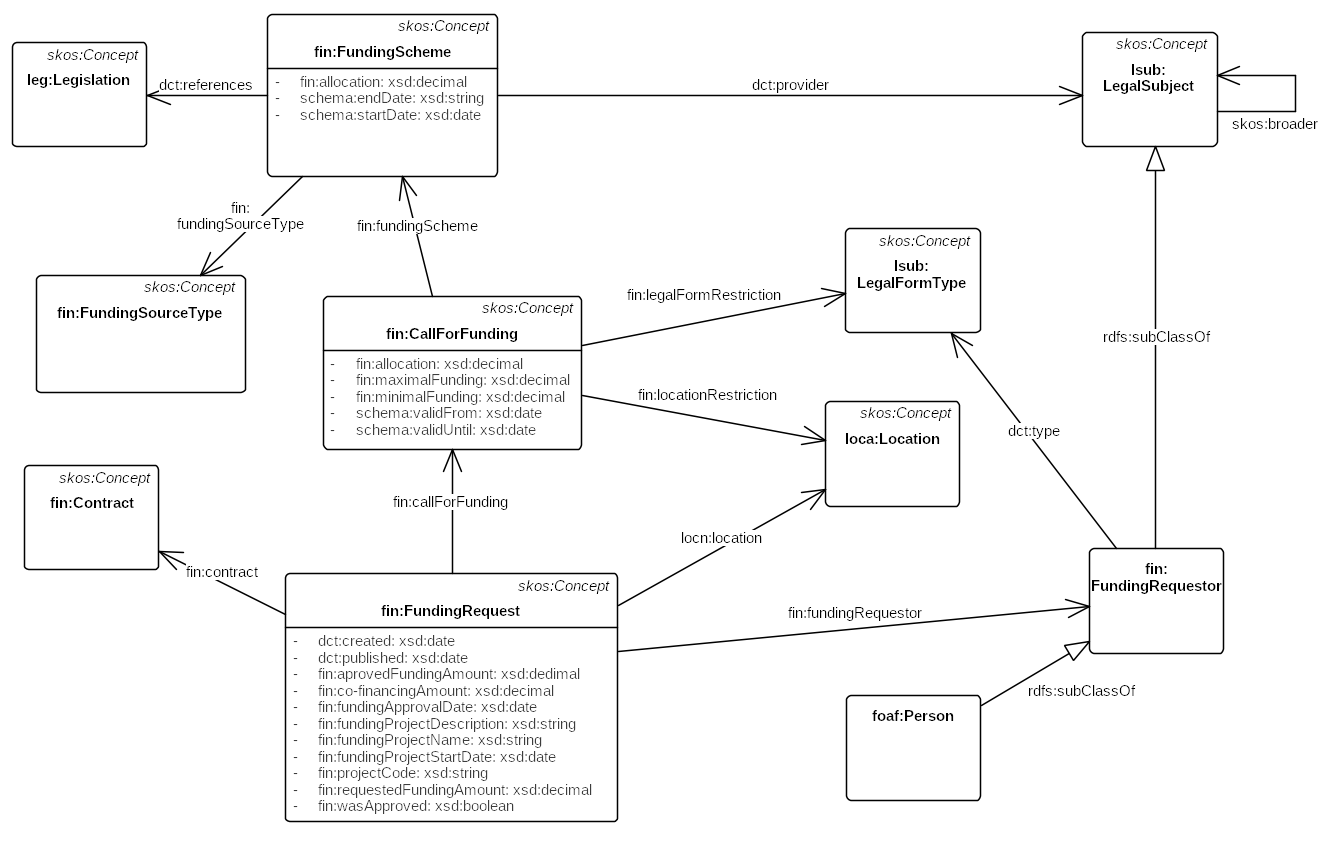 skos:Concept
fin:FundingScheme
- fin:allocation: xsd:decimal
- schema:endDate: xsd:string
- schema:startDate: xsd:date
skos:Concept
leg:Legislation
dct:references
dct:provider
skos:Concept
lsub:
LegalSubject
skos:broader
fin:
fundingSourceType
fin:fundingScheme
skos:Concept
fin:FundingSourceType
skos:Concept
fin:CallForFunding
- fin:allocation: xsd:decimal
- fin:maximalFunding: xsd:decimal
- fin:minimalFunding: xsd:decimal
- schema:validFrom: xsd:date
- schema:validUntil: xsd:date
fin:legalFormRestriction
skos:Concept
lsub:
LegalFormType
rdfs:subClassOf
fin:locationRestriction
skos:Concept
loca:Location
dct:type
skos:Concept
fin:Contract
fin:callForFunding
locn:location
fin:contract
skos:Concept
fin:FundingRequest
- dct:created: xsd:date
- dct:published: xsd:date
- fin:aprovedFundingAmount: xsd:dedimal
- fin:co-financingAmount: xsd:decimal
- fin:fundingApprovalDate: xsd:date
- fin:fundingProjectDescription: xsd:string
- fin:fundingProjectName: xsd:string
- fin:fundingProjectStartDate: xsd:date
- fin:projectCode: xsd:string
- fin:requestedFundingAmount: xsd:decimal
- fin:wasApproved: xsd:boolean
fin:fundingRequestor
fin:
FundingRequestor
rdfs:subClassOf
foaf:Person